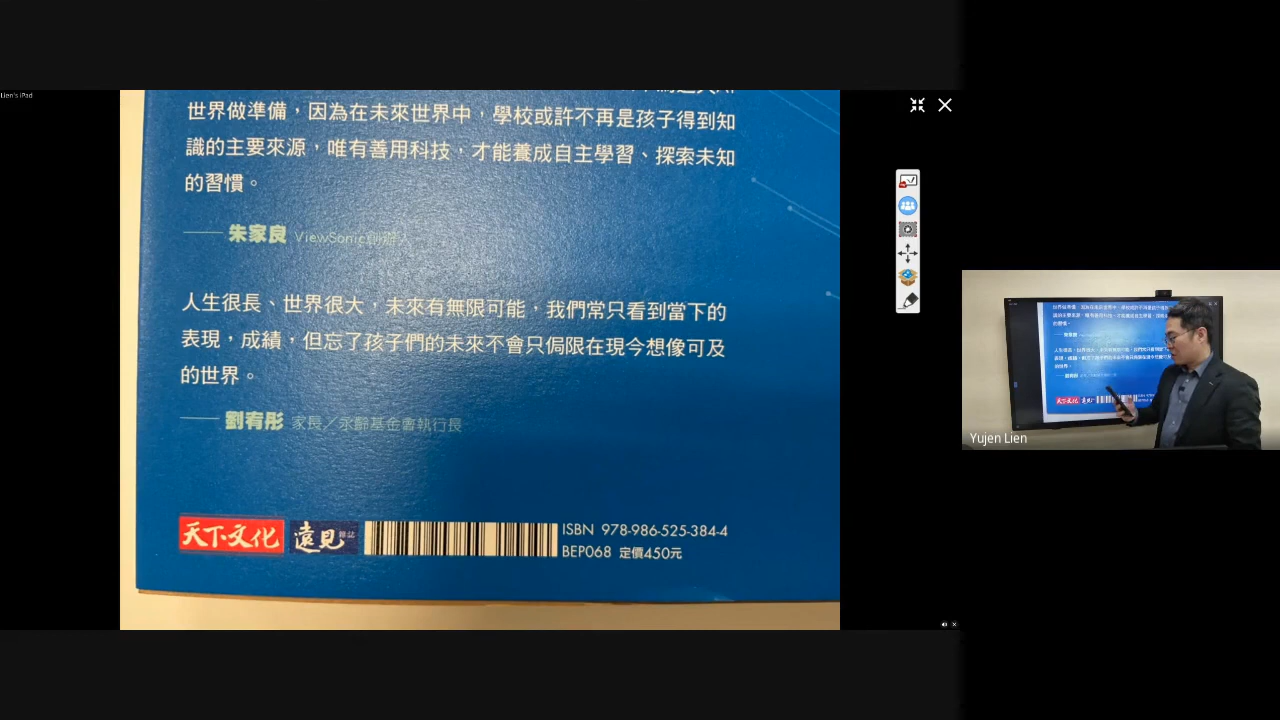 Lien's iPad
世界做準備，因為在未來世界中，學校或許不再是孩子得到知
識的主要來源，唯有善用科技，才能養成自主學習、探索未知
的習慣。
——朱家良 ViewSonic創辦人
人生很長、世界很大，未來有無限可能，我們常只看到當下的
表現，成績，但忘了孩子們的未來不會只侷限在現今想像可及
的世界。
——劉宥彤 家長／永齡基金會執行長
天下文化 遠見 雜誌
ISBN 978-986-525-384-4
BEP068 定價450元
Yujen Lien